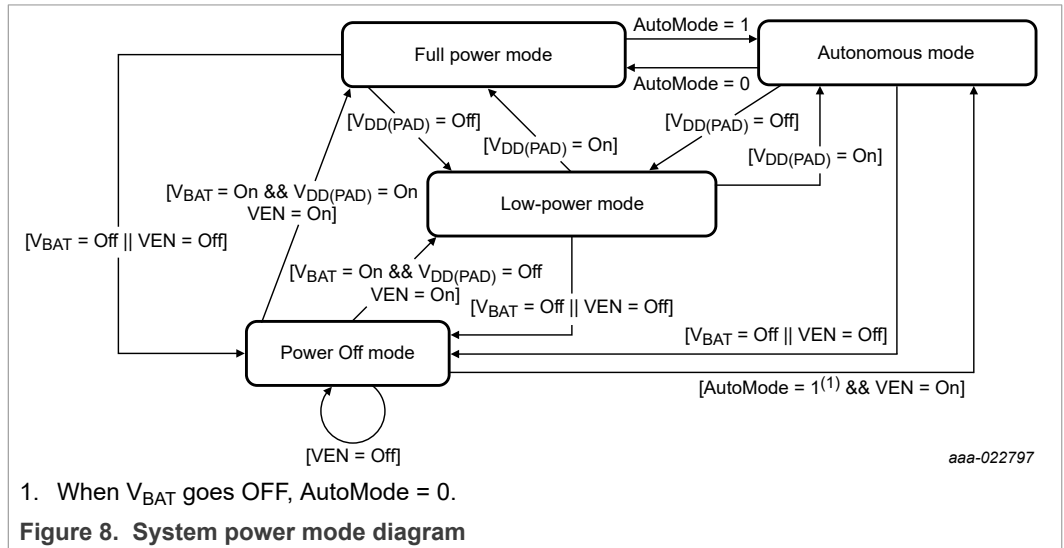 AutoMode = 1
Full power mode
Autonomous mode
AutoMode = 0
[VDD(PAD) = Off]
[VDD(PAD) = Off]
[VDD(PAD) = On]
[VDD(PAD) = On]
[VBAT = On && VDD(PAD) = On
VEN = On]
Low-power mode
[VBAT = Off || VEN = Off]
[VBAT = On && VDD(PAD) = Off
VEN = On]
[VBAT = Off || VEN = Off]
[VBAT = Off || VEN = Off]
Power Off mode
[AutoMode = 1(1) && VEN = On]
[VEN = Off]
aaa-022797
1. When VBAT goes OFF, AutoMode = 0.
Figure 8. System power mode diagram